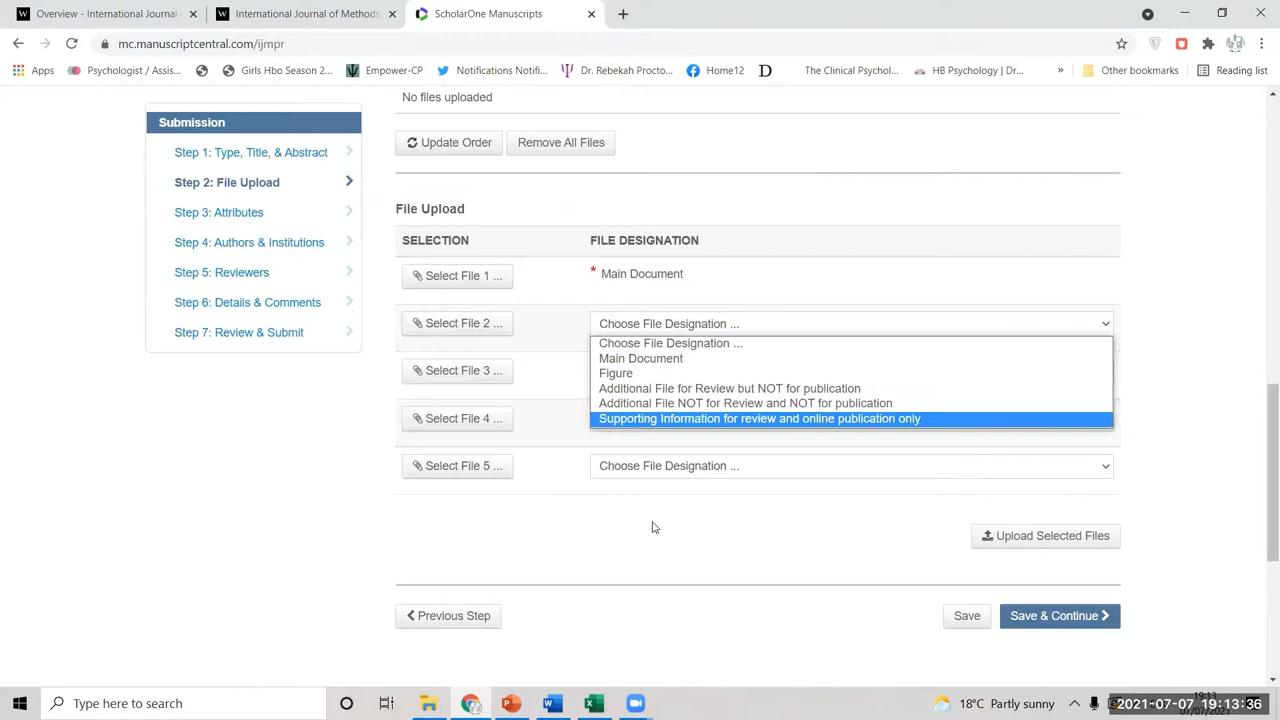 Overview - International Journal
International Journal of Methods
ScholarOne Manuscripts
mc.manuscriptcentral.com/ijmpr
Apps
Psychologist / Assis...
Girls Hbo Season 2...
Empower-CP
Notifications Notifi...
Dr. Rebekah Procto...
Home12
The Clinical Psychol...
HB Psychology | Dr...
»
Other bookmarks
Reading list
No files uploaded
Submission
Update Order
Remove All Files
Step 1: Type, Title, & Abstract
Step 2: File Upload
Step 3: Attributes
Step 4: Authors & Institutions
Step 5: Reviewers
Step 6: Details & Comments
Step 7: Review & Submit
File Upload
SELECTION
FILE DESIGNATION
Select File 1 ...
* Main Document
Select File 2 ...
Choose File Designation ...
Choose File Designation ...
Main Document
Figure
Additional File for Review but NOT for publication
Additional File NOT for Review and NOT for publication
Supporting Information for review and online publication only
Select File 3 ...
Select File 4 ...
Select File 5 ...
Choose File Designation ...
Upload Selected Files
Previous Step
Save
Save & Continue
Type here to search
18°C Partly sunny
19:13
2021-07-07 19:13:36